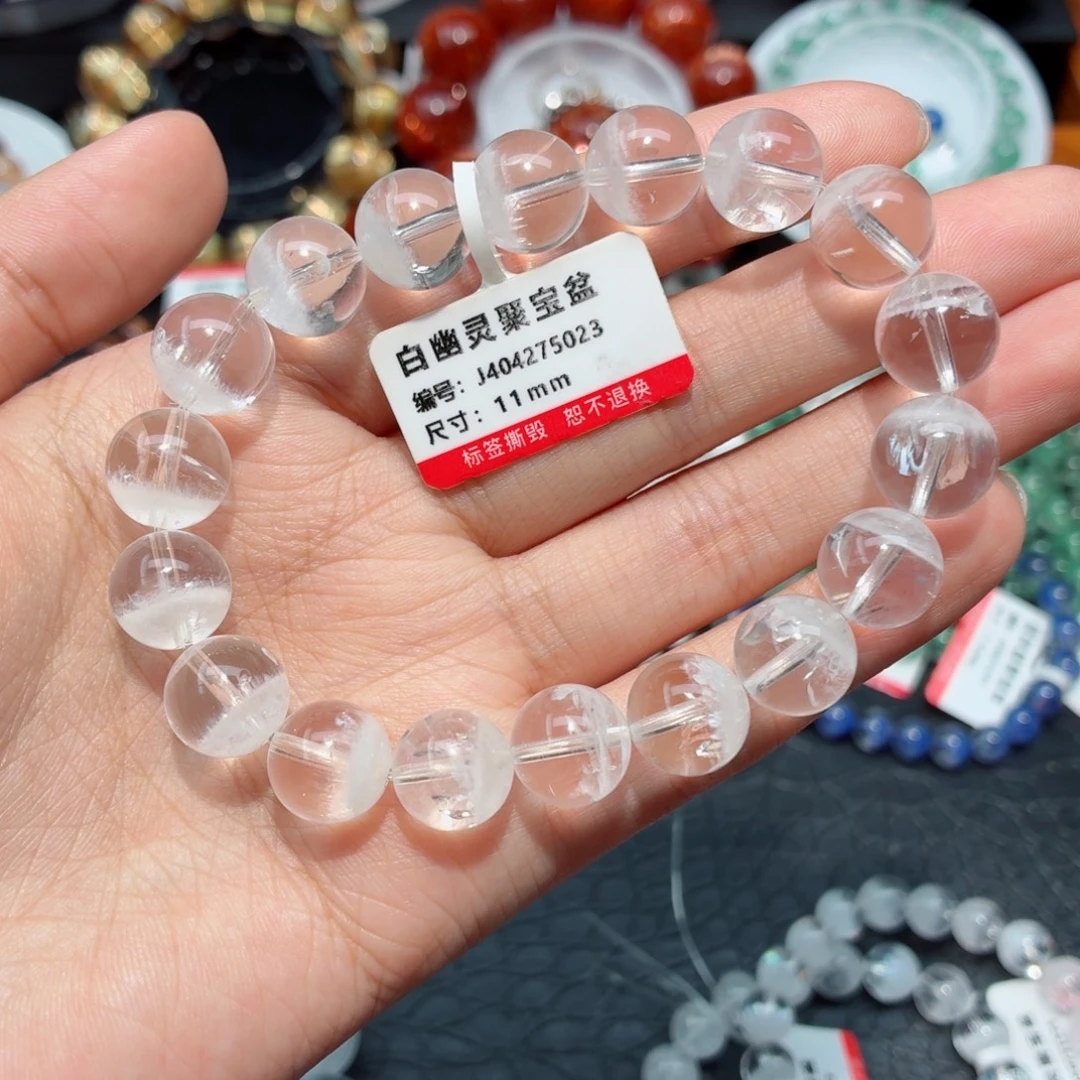 白幽灵聚宝盆
编号：J404275023
尺寸：11mm
标签撕毁 恕不退换